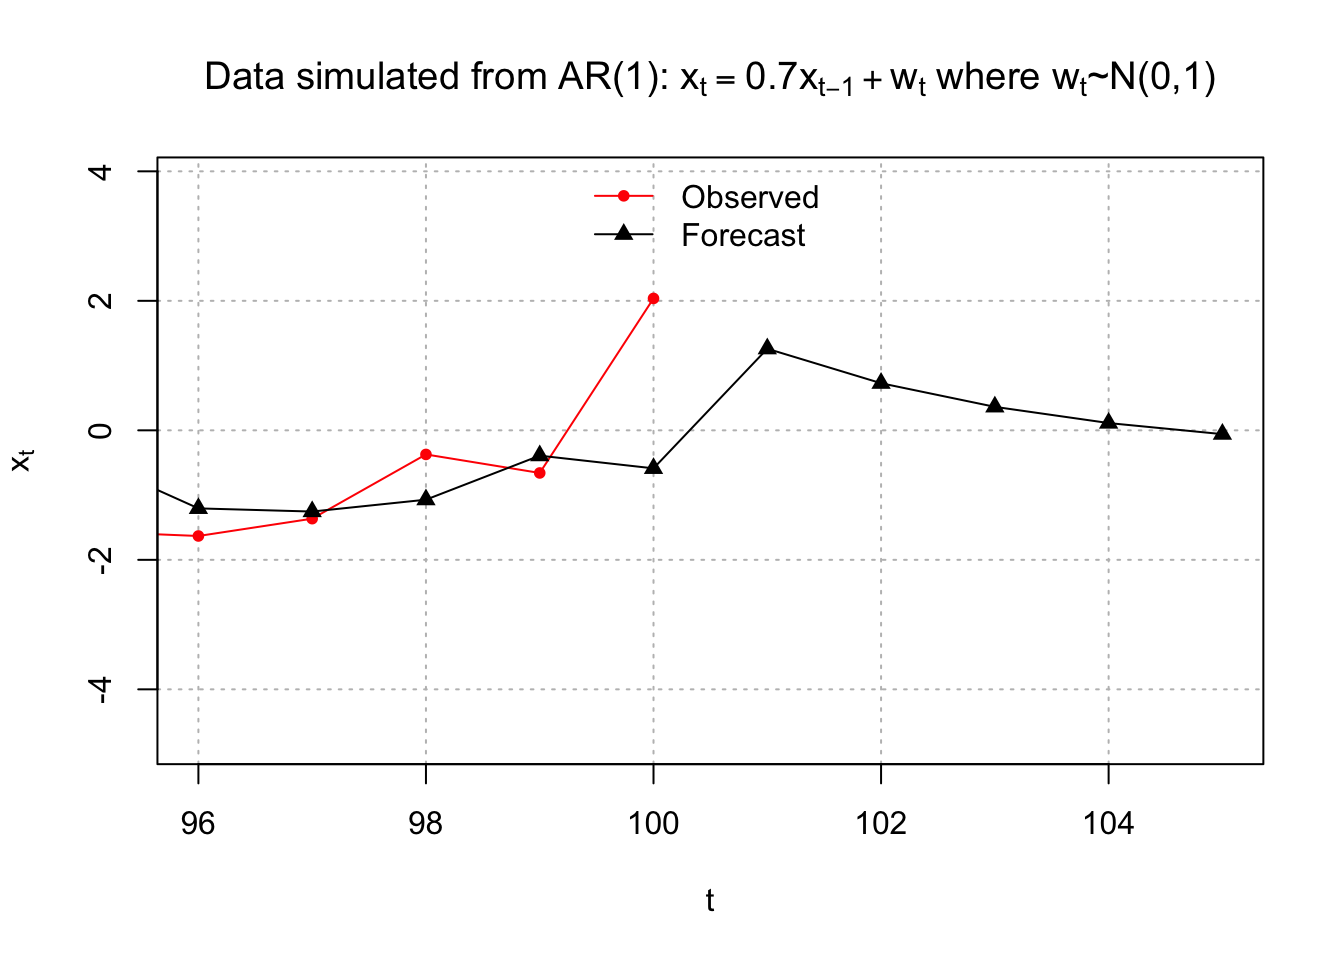 Data simulated from AR(1): xₜ = 0.7xₜ₋₁ + wₜ where wₜ~N(0,1)
4
2
0
-2
-4
xₜ
Observed
Forecast
96 98 100 102 104
t